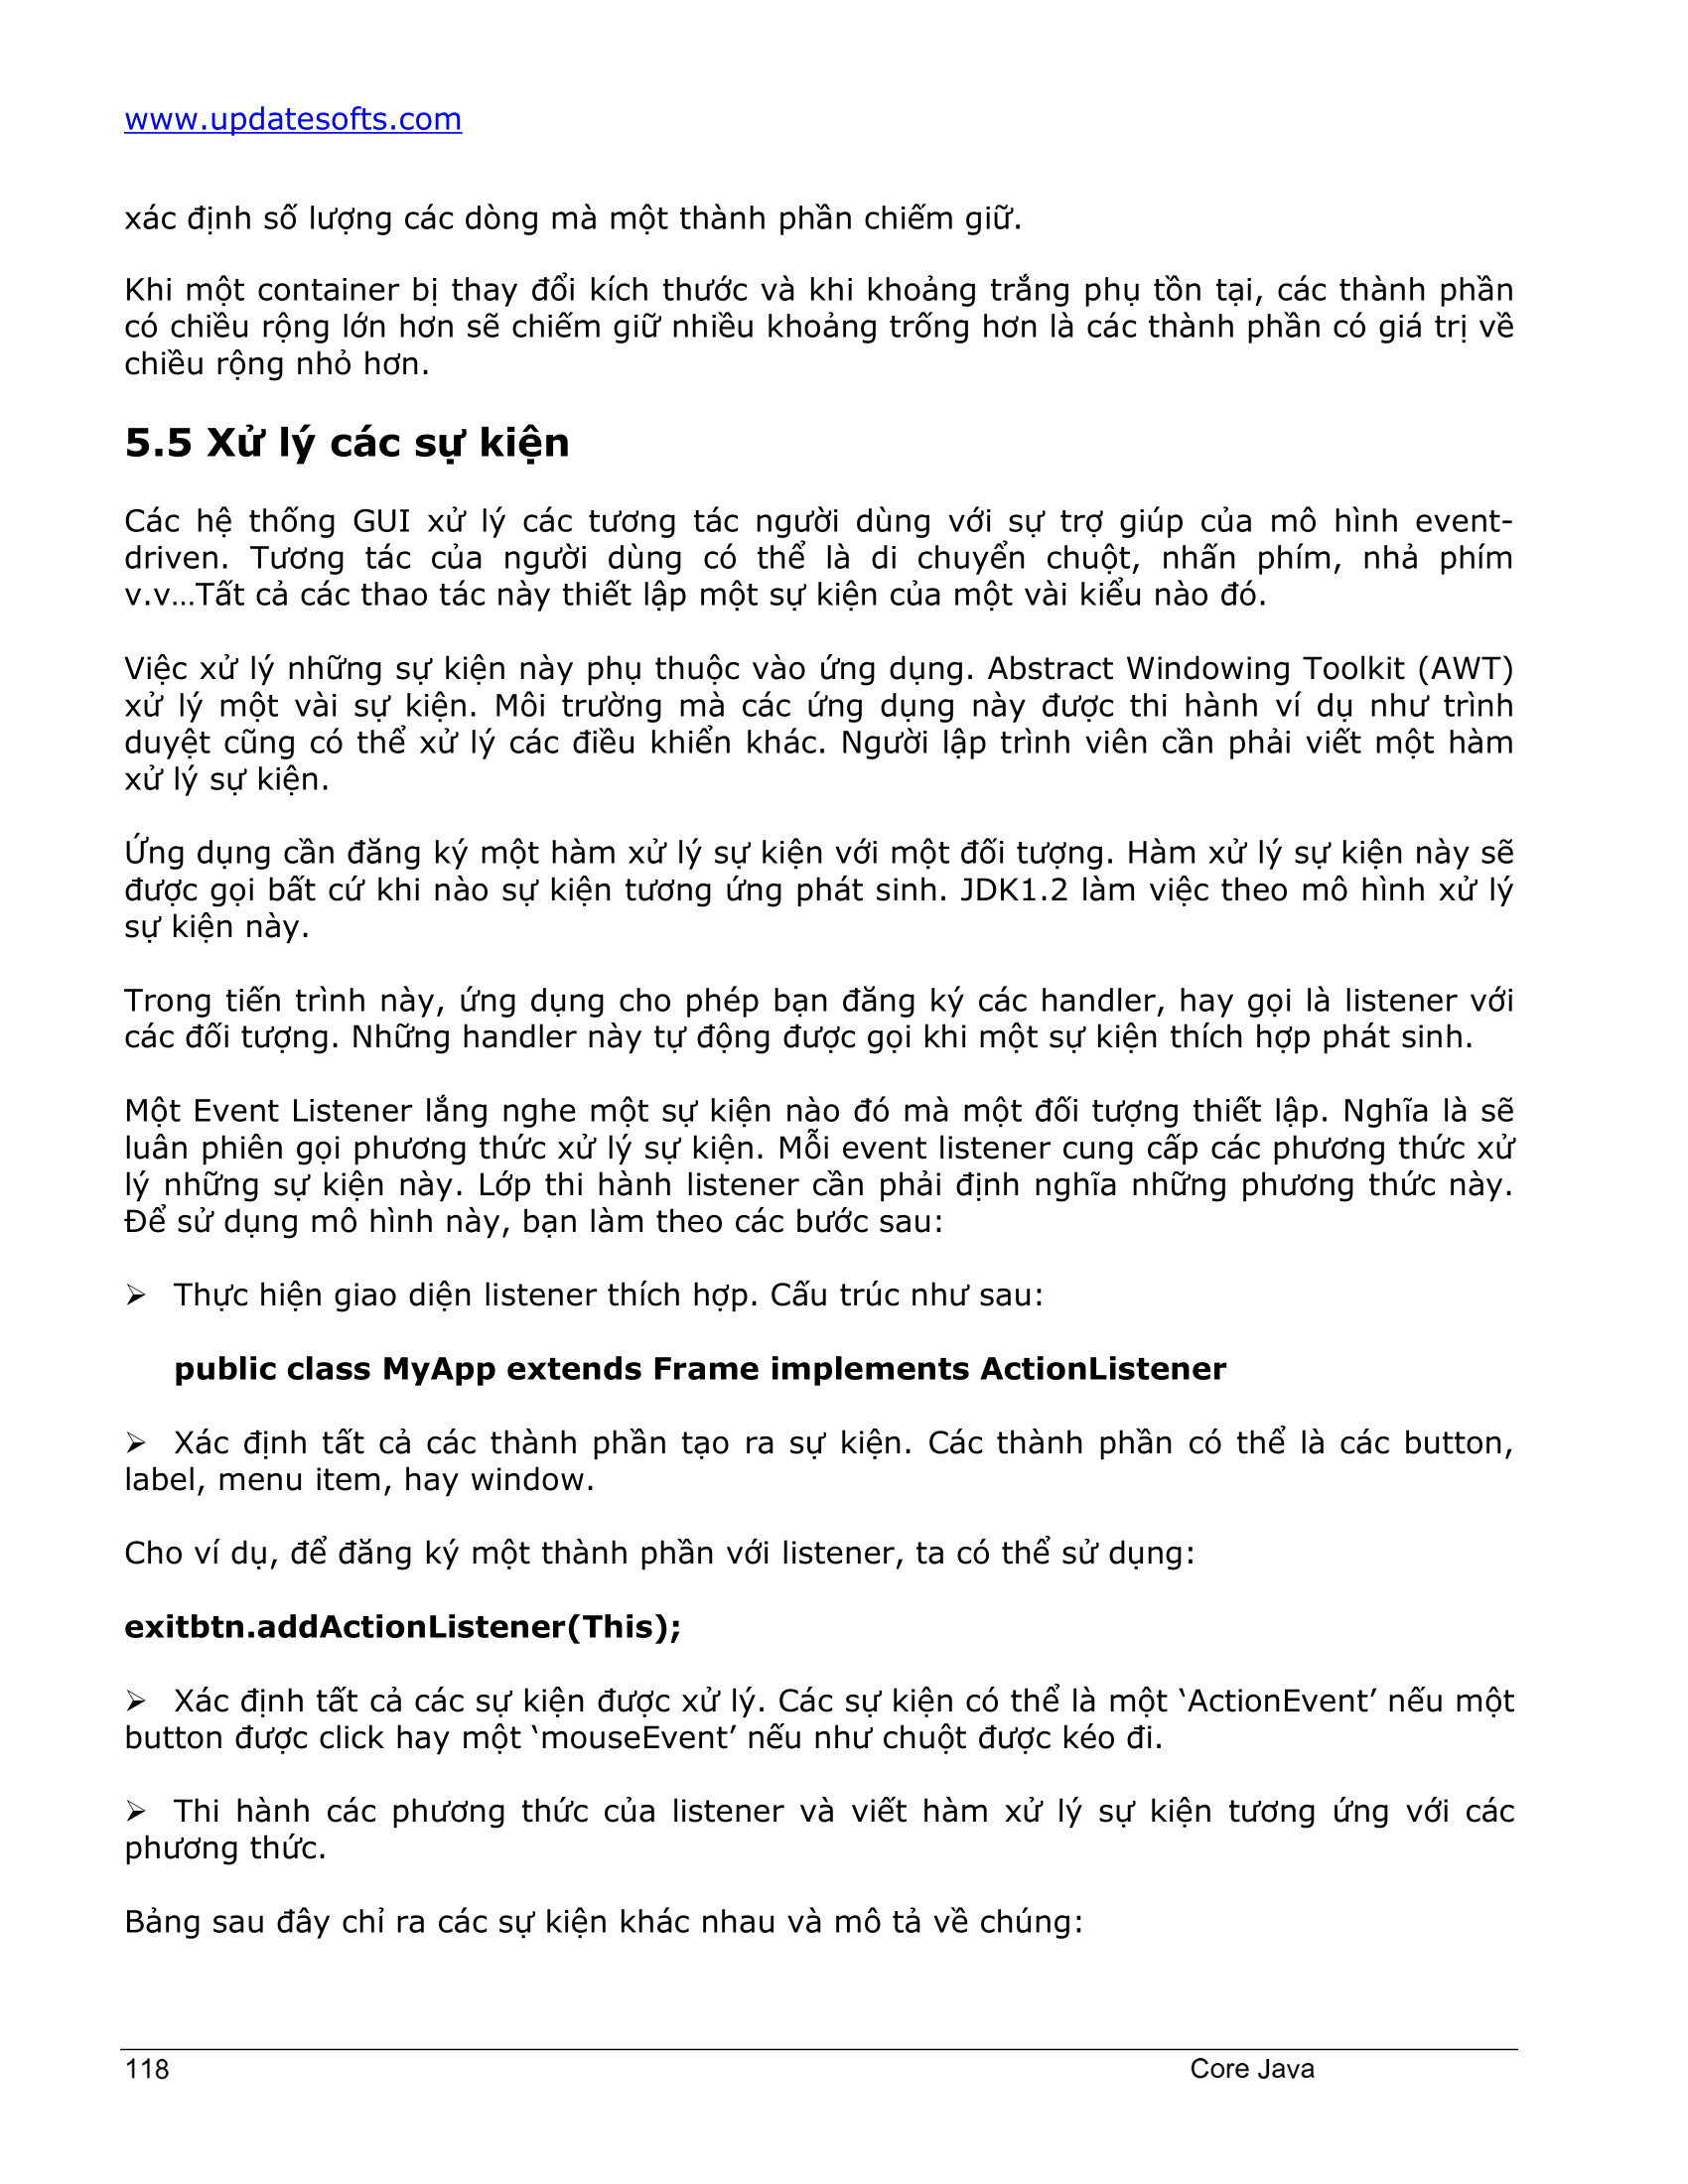 www.updatesofts.com
xác định số lượng các dòng mà một thành phần chiếm giữ.
Khi một container bị thay đổi kích thước và khi khoảng trắng phụ tồn tại, các thành phần
có chiều rộng lớn hơn sẽ chiếm giữ nhiều khoảng trống hơn là các thành phần có giá trị về
chiều rộng nhỏ hơn.
5.5 Xử lý các sự kiện
Các hệ thống GUI xử lý các tương tác người dùng với sự trợ giúp của mô hình event-
driven. Tương tác của người dùng có thể là di chuyển chuột, nhấn phím, nhả phím
v.v…Tất cả các thao tác này thiết lập một sự kiện của một vài kiểu nào đó.
Việc xử lý những sự kiện này phụ thuộc vào ứng dụng. Abstract Windowing Toolkit (AWT)
xử lý một vài sự kiện. Môi trường mà các ứng dụng này được thi hành ví dụ như trình
duyệt cũng có thể xử lý các điều khiển khác. Người lập trình viên cần phải viết một hàm
xử lý sự kiện.
Ứng dụng cần đăng ký một hàm xử lý sự kiện với một đối tượng. Hàm xử lý sự kiện này sẽ
được gọi bất cứ khi nào sự kiện tương ứng phát sinh. JDK1.2 làm việc theo mô hình xử lý
sự kiện này.
Trong tiến trình này, ứng dụng cho phép bạn đăng ký các handler, hay gọi là listener với
các đối tượng. Những handler này tự động được gọi khi một sự kiện thích hợp phát sinh.
Một Event Listener lắng nghe một sự kiện nào đó mà một đối tượng thiết lập. Nghĩa là sẽ
luân phiên gọi phương thức xử lý sự kiện. Mỗi event listener cung cấp các phương thức xử
lý những sự kiện này. Lớp thi hành listener cần phải định nghĩa những phương thức này.
Để sử dụng mô hình này, bạn làm theo các bước sau:
➢ Thực hiện giao diện listener thích hợp. Cấu trúc như sau:
public class MyApp extends Frame implements ActionListener
➢ Xác định tất cả các thành phần tạo ra sự kiện. Các thành phần có thể là các button,
label, menu item, hay window.
Cho ví dụ, để đăng ký một thành phần với listener, ta có thể sử dụng:
exitbtn.addActionListener(This);
➢ Xác định tất cả các sự kiện được xử lý. Các sự kiện có thể là một ‘ActionEvent’ nếu một
button được click hay một ‘mouseEvent’ nếu như chuột được kéo đi.
➢ Thi hành các phương thức của listener và viết hàm xử lý sự kiện tương ứng với các
phương thức.
Bảng sau đây chỉ ra các sự kiện khác nhau và mô tả về chúng:
118 Core Java